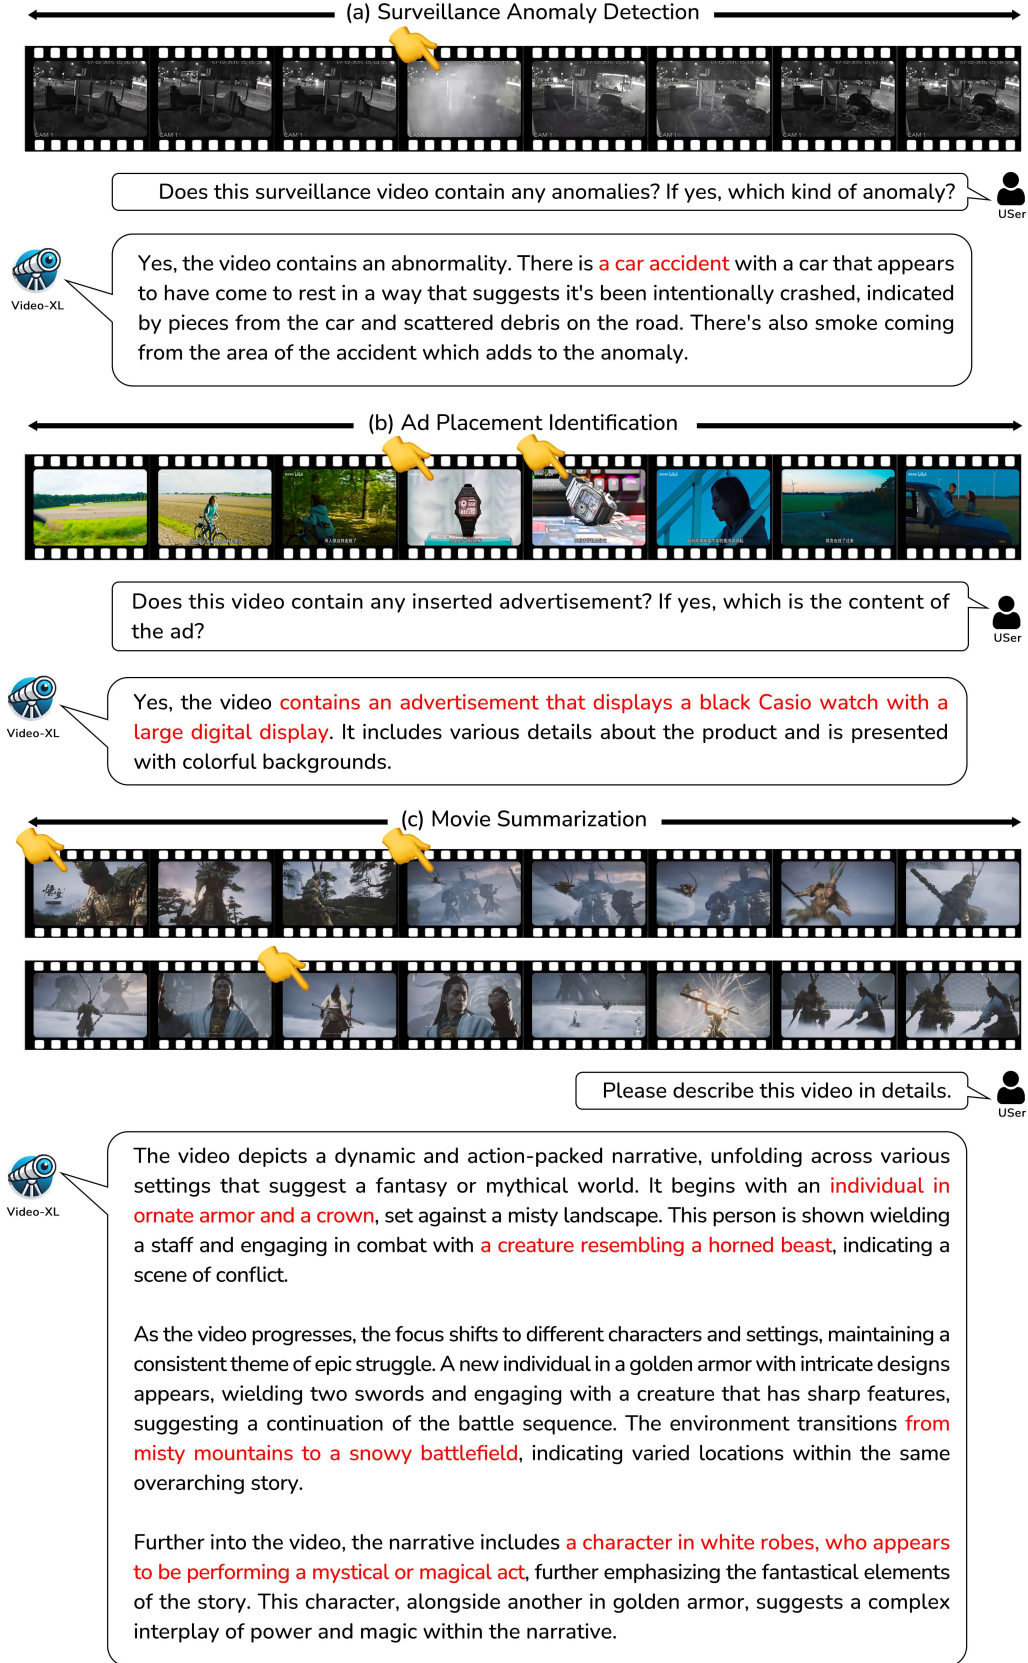 (a) Surveillance Anomaly Detection
CAM 1
CAM 1
CAM 1
CAM 1
CAM 1
CAM 1
CAM 1
Does this surveillance video contain any anomalies? If yes, which kind of anomaly?
USer
Video-XL
Yes, the video contains an abnormality. There is a car accident with a car that appears
to have come to rest in a way that suggests it's been intentionally crashed, indicated
by pieces from the car and scattered debris on the road. There's also smoke coming
from the area of the accident which adds to the anomaly.
(b) Ad Placement Identification
Does this video contain any inserted advertisement? If yes, which is the content of
the ad?
USer
Video-XL
Yes, the video contains an advertisement that displays a black Casio watch with a
large digital display. It includes various details about the product and is presented
with colorful backgrounds.
(c) Movie Summarization
Please describe this video in details.
USer
Video-XL
The video depicts a dynamic and action-packed narrative, unfolding across various
settings that suggest a fantasy or mythical world. It begins with an individual in
ornate armor and a crown, set against a misty landscape. This person is shown wielding
a staff and engaging in combat with a creature resembling a horned beast, indicating a
scene of conflict.
As the video progresses, the focus shifts to different characters and settings, maintaining a
consistent theme of epic struggle. A new individual in a golden armor with intricate designs
appears, wielding two swords and engaging with a creature that has sharp features,
suggesting a continuation of the battle sequence. The environment transitions from
misty mountains to a snowy battlefield, indicating varied locations within the same
overarching story.
Further into the video, the narrative includes a character in white robes, who appears
to be performing a mystical or magical act, further emphasizing the fantastical elements
of the story. This character, alongside another in golden armor, suggests a complex
interplay of power and magic within the narrative.